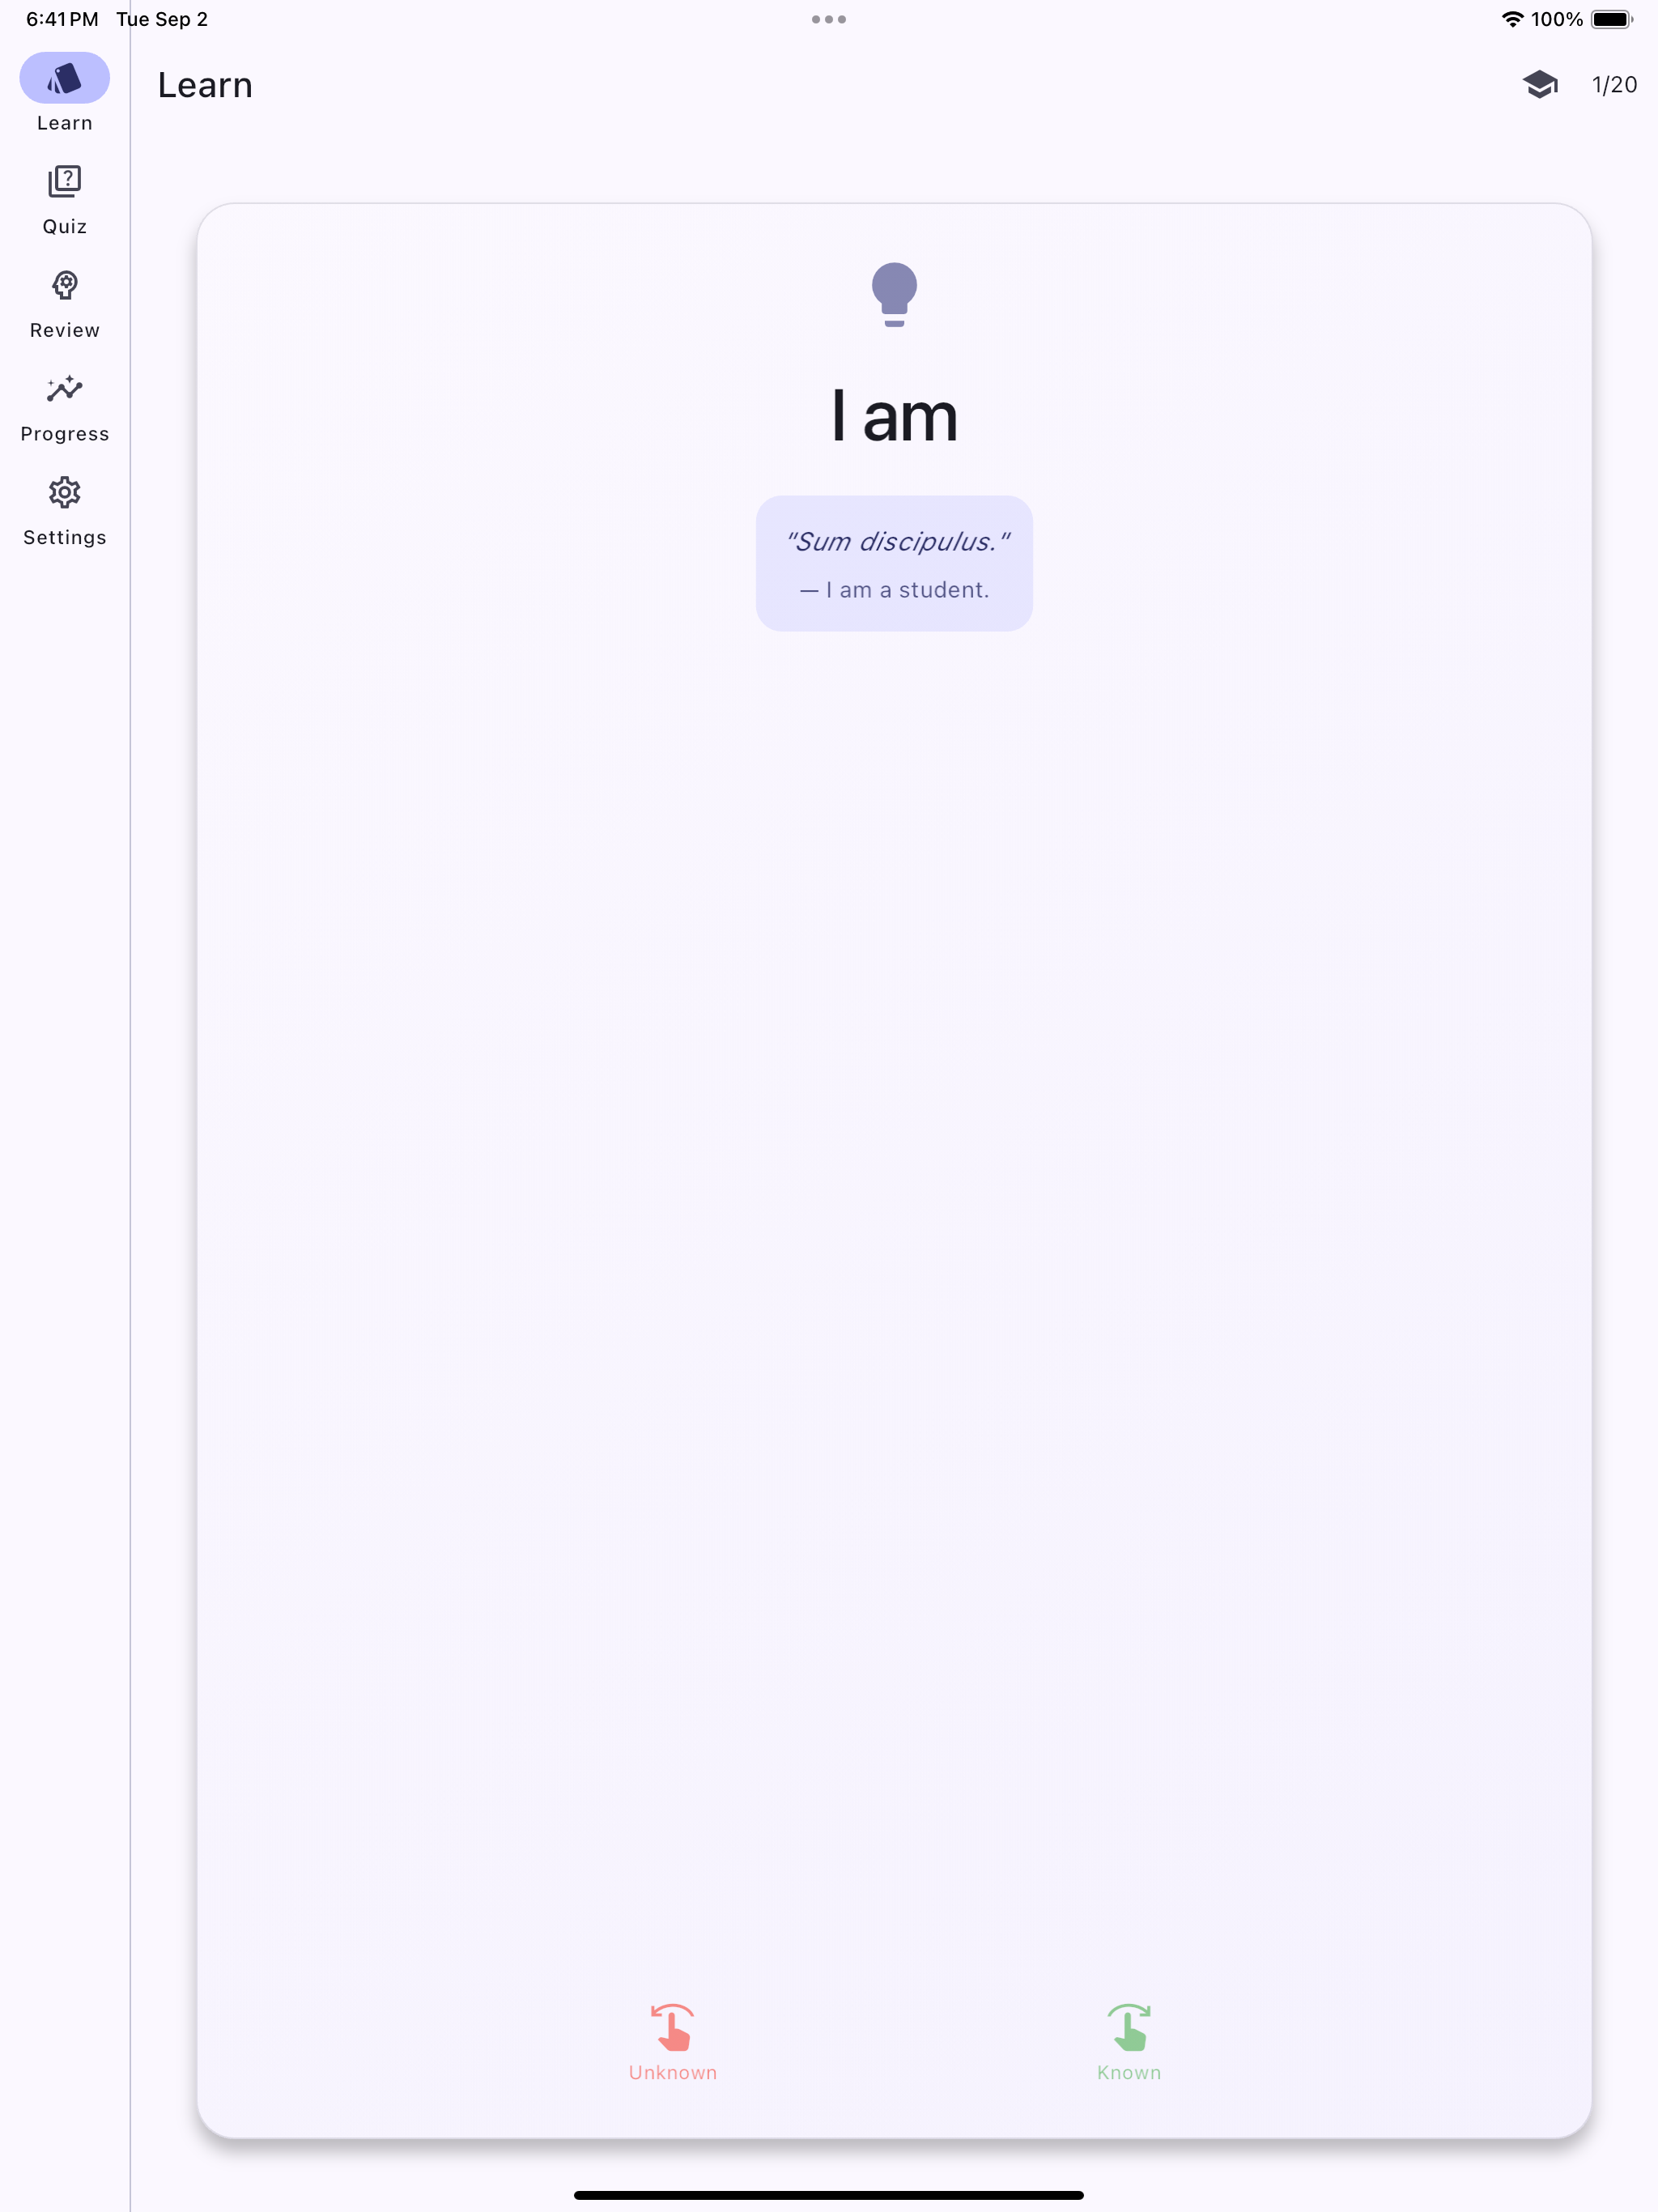 6:41 PM Tue Sep 2
100%
Learn
Quiz
Review
Progress
Settings
Learn
1/20
I am
"Sum discipulus."
— I am a student.
Unknown
Known